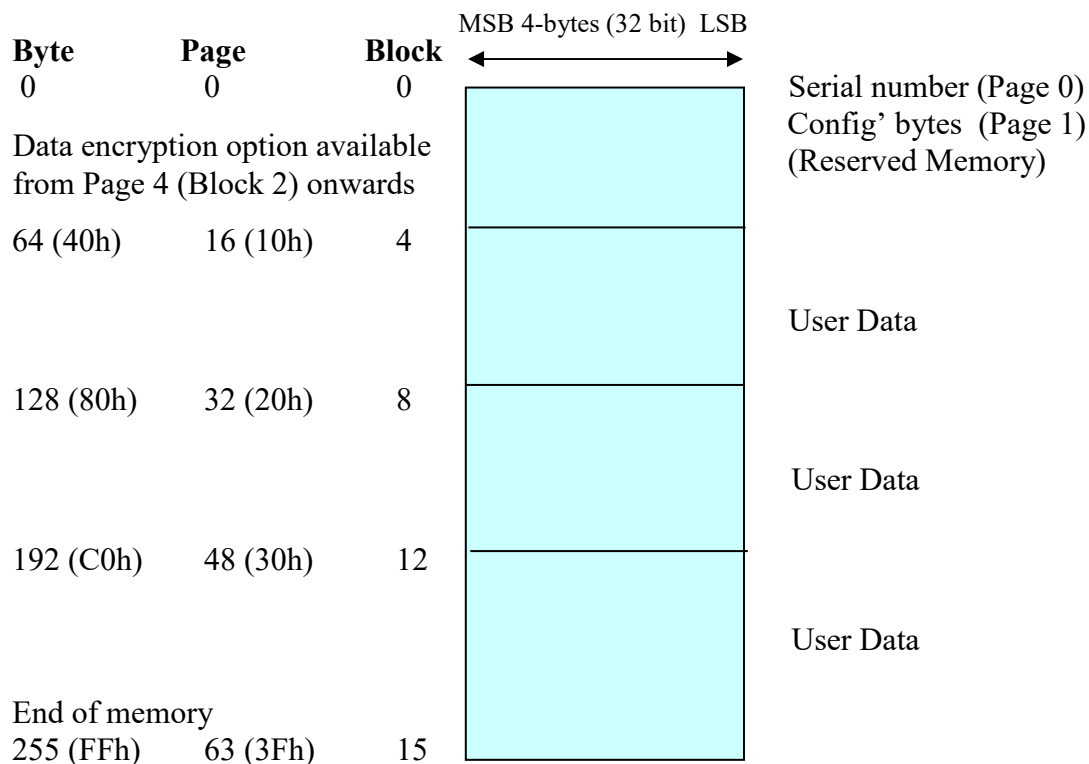 MSB 4-bytes (32 bit) LSB
Byte Page Block
0 0 0
Serial number (Page 0)
Config’ bytes (Page 1)
(Reserved Memory)
Data encryption option available
from Page 4 (Block 2) onwards
64 (40h) 16 (10h) 4
User Data
128 (80h) 32 (20h) 8
User Data
192 (C0h) 48 (30h) 12
User Data
End of memory
255 (FFh) 63 (3Fh) 15